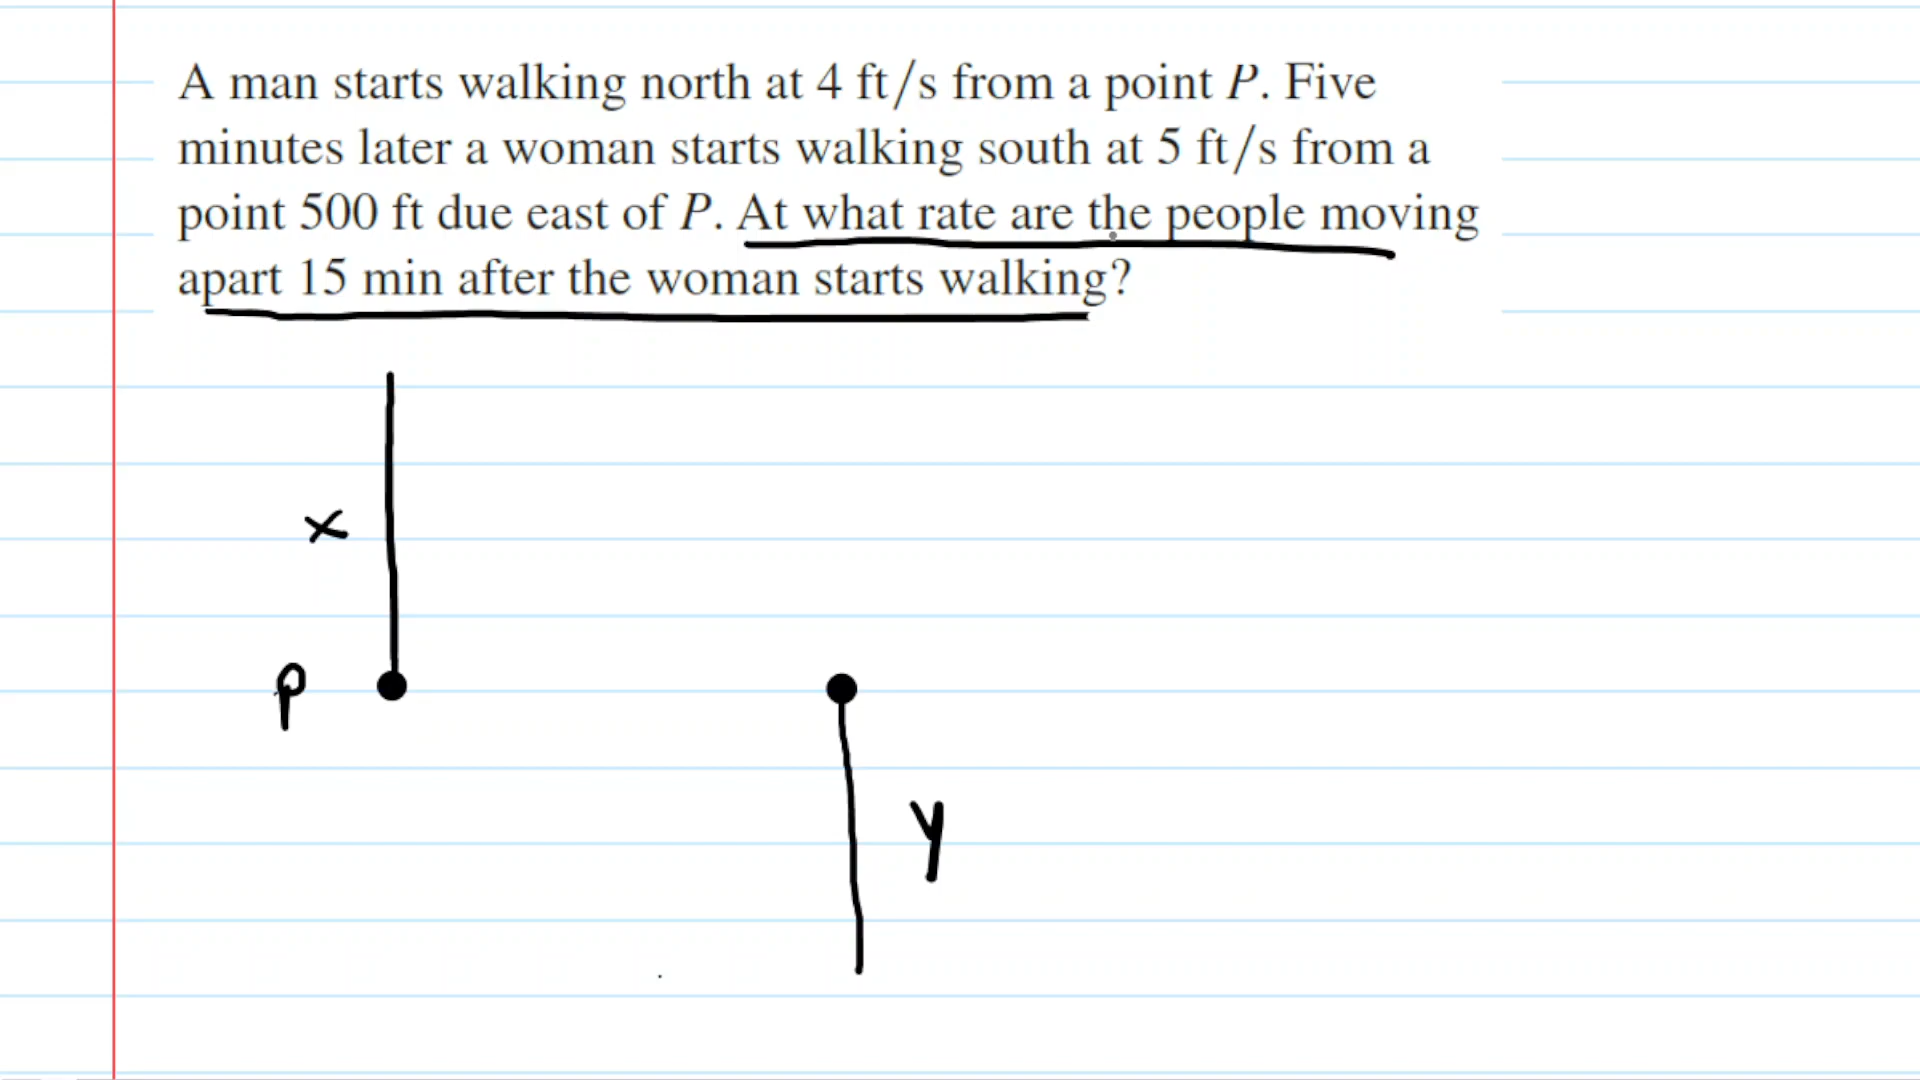 A man starts walking north at 4 ft/s from a point P. Five
minutes later a woman starts walking south at 5 ft/s from a
point 500 ft due east of P. At what rate are the people moving
apart 15 min after the woman starts walking?
x
P
y